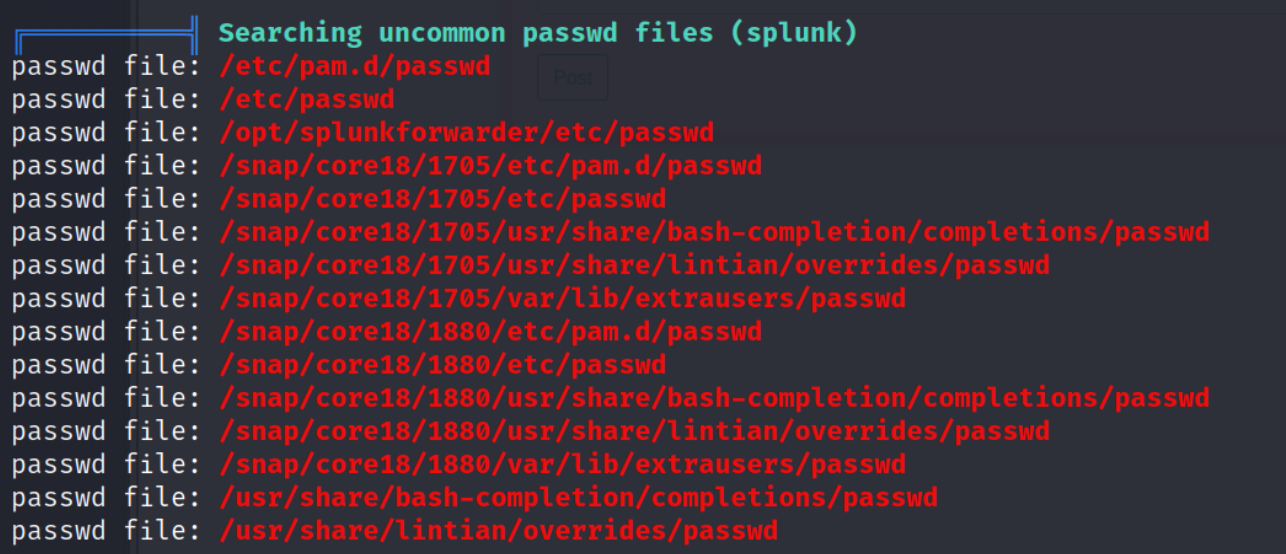 Searching uncommon passwd files (splunk)
passwd file: /etc/pam.d/passwd
Post
passwd file: /etc/passwd
passwd file: /opt/splunkforwarder/etc/passwd
passwd file: /snap/core18/1705/etc/pam.d/passwd
passwd file: /snap/core18/1705/etc/passwd
passwd file: /snap/core18/1705/usr/share/bash-completion/completions/passwd
passwd file: /snap/core18/1705/usr/share/lintian/overrides/passwd
passwd file: /snap/core18/1705/var/lib/extrausers/passwd
passwd file: /snap/core18/1880/etc/pam.d/passwd
passwd file: /snap/core18/1880/etc/passwd
passwd file: /snap/core18/1880/usr/share/bash-completion/completions/passwd
passwd file: /snap/core18/1880/usr/share/lintian/overrides/passwd
passwd file: /snap/core18/1880/var/lib/extrausers/passwd
passwd file: /usr/share/bash-completion/completions/passwd
passwd file: /usr/share/lintian/overrides/passwd